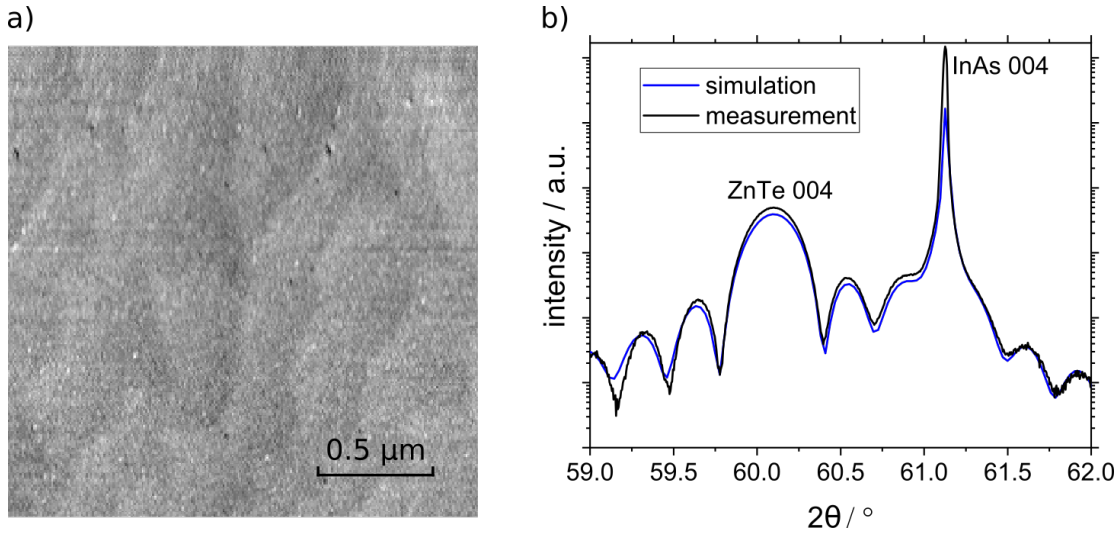 a)
0.5 µm
b)
simulation
measurement
InAs 004
ZnTe 004
intensity / a.u.
59.0 59.5 60.0 60.5 61.0 61.5 62.0
2θ / °